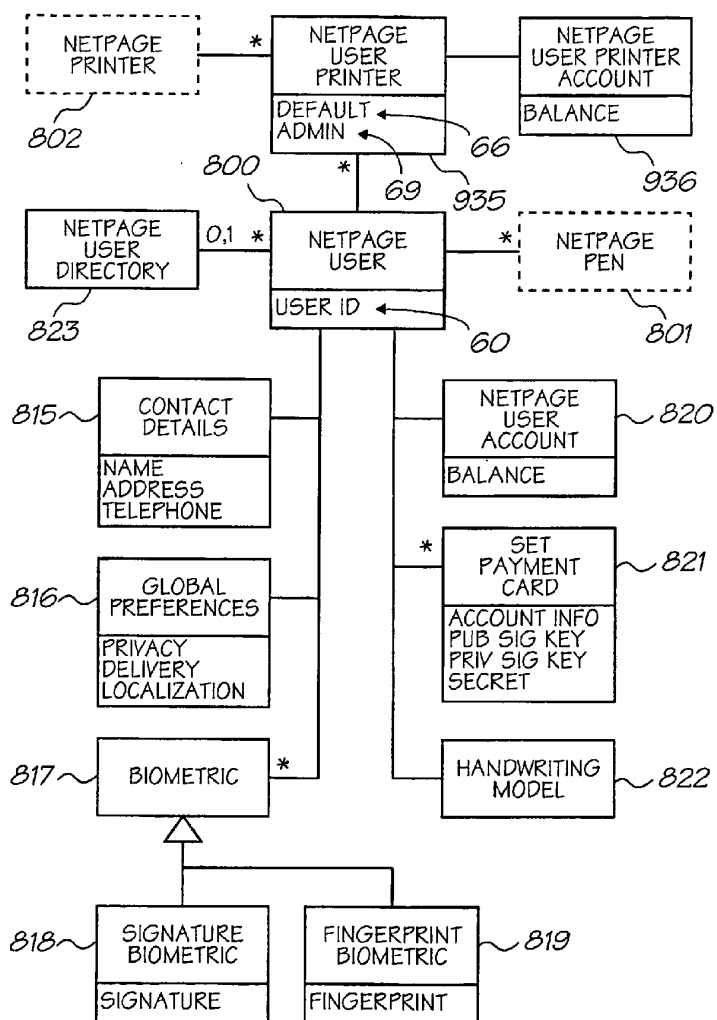 NETPAGE
PRINTER
802
*
NETPAGE
USER
PRINTER
DEFAULT
ADMIN
66
69
935
NETPAGE
USER PRINTER
ACCOUNT
BALANCE
936
*
800
NETPAGE
USER
DIRECTORY
823
0,1
*
NETPAGE
USER
USER ID
60
*
NETPAGE
PEN
801
815
CONTACT
DETAILS
NAME
ADDRESS
TELEPHONE
NETPAGE
USER
ACCOUNT
BALANCE
820
816
GLOBAL
PREFERENCES
PRIVACY
DELIVERY
LOCALIZATION
*
SET
PAYMENT
CARD
ACCOUNT INFO
PUB SIG KEY
PRIV SIG KEY
SECRET
821
817
BIOMETRIC
*
HANDWRITING
MODEL
822
818
SIGNATURE
BIOMETRIC
SIGNATURE
FINGERPRINT
BIOMETRIC
FINGERPRINT
819